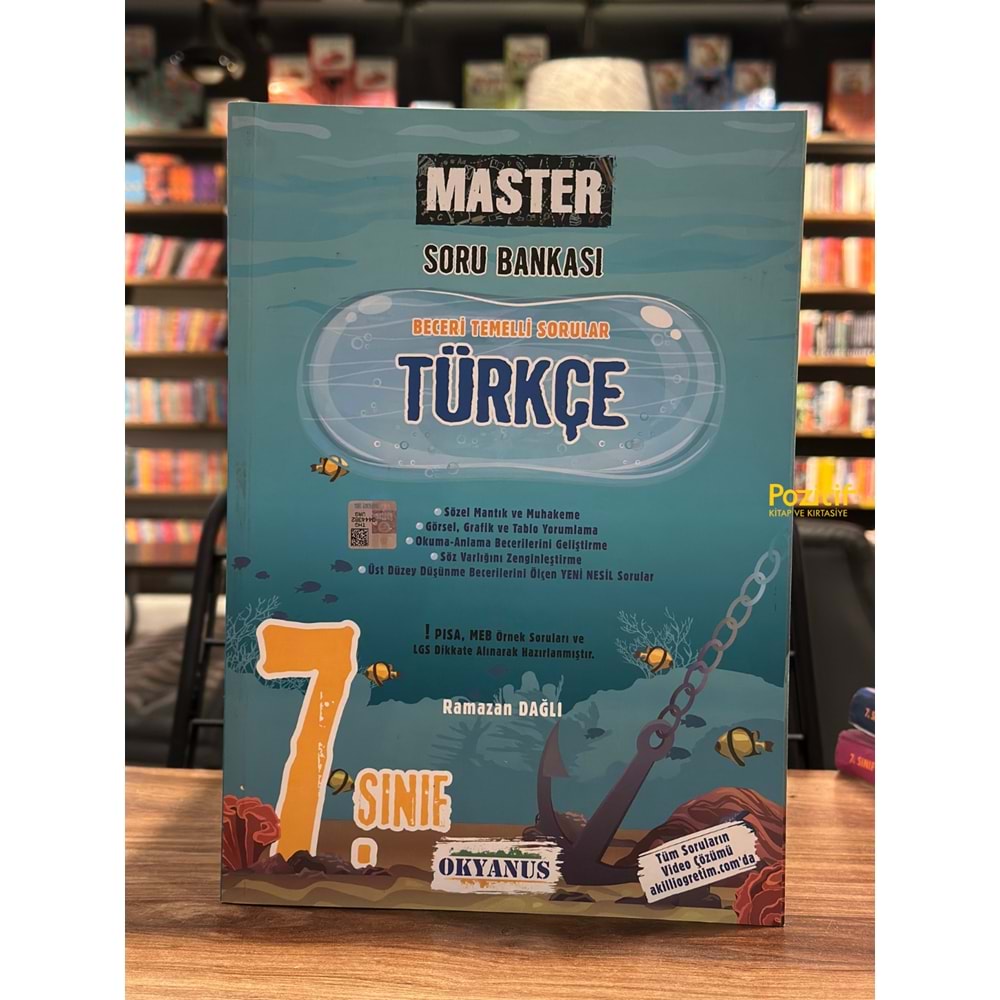 MASTER
SORU BANKASI
BECERİ TEMELLİ SORULAR
TÜRKÇE
Pozitif
KİTAP VE KIRTASİYE
Sözel Mantık ve Muhakeme
Görsel, Grafik ve Tablo Yorumlama
Okuma-Anlama Becerilerini Geliştirme
Söz Varlığını Zenginleştirme
Üst Düzey Düşünme Becerilerini Ölçen YENİ NESİL Sorular
! PISA, MEB Örnek Soruları ve
LGS Dikkate Alınarak Hazırlanmıştır.
Ramazan DAĞLI
7.
SINIF
OKYANUS
Tüm Soruların
Video Çözümü
akilliogretim.com'da
7. SINIF